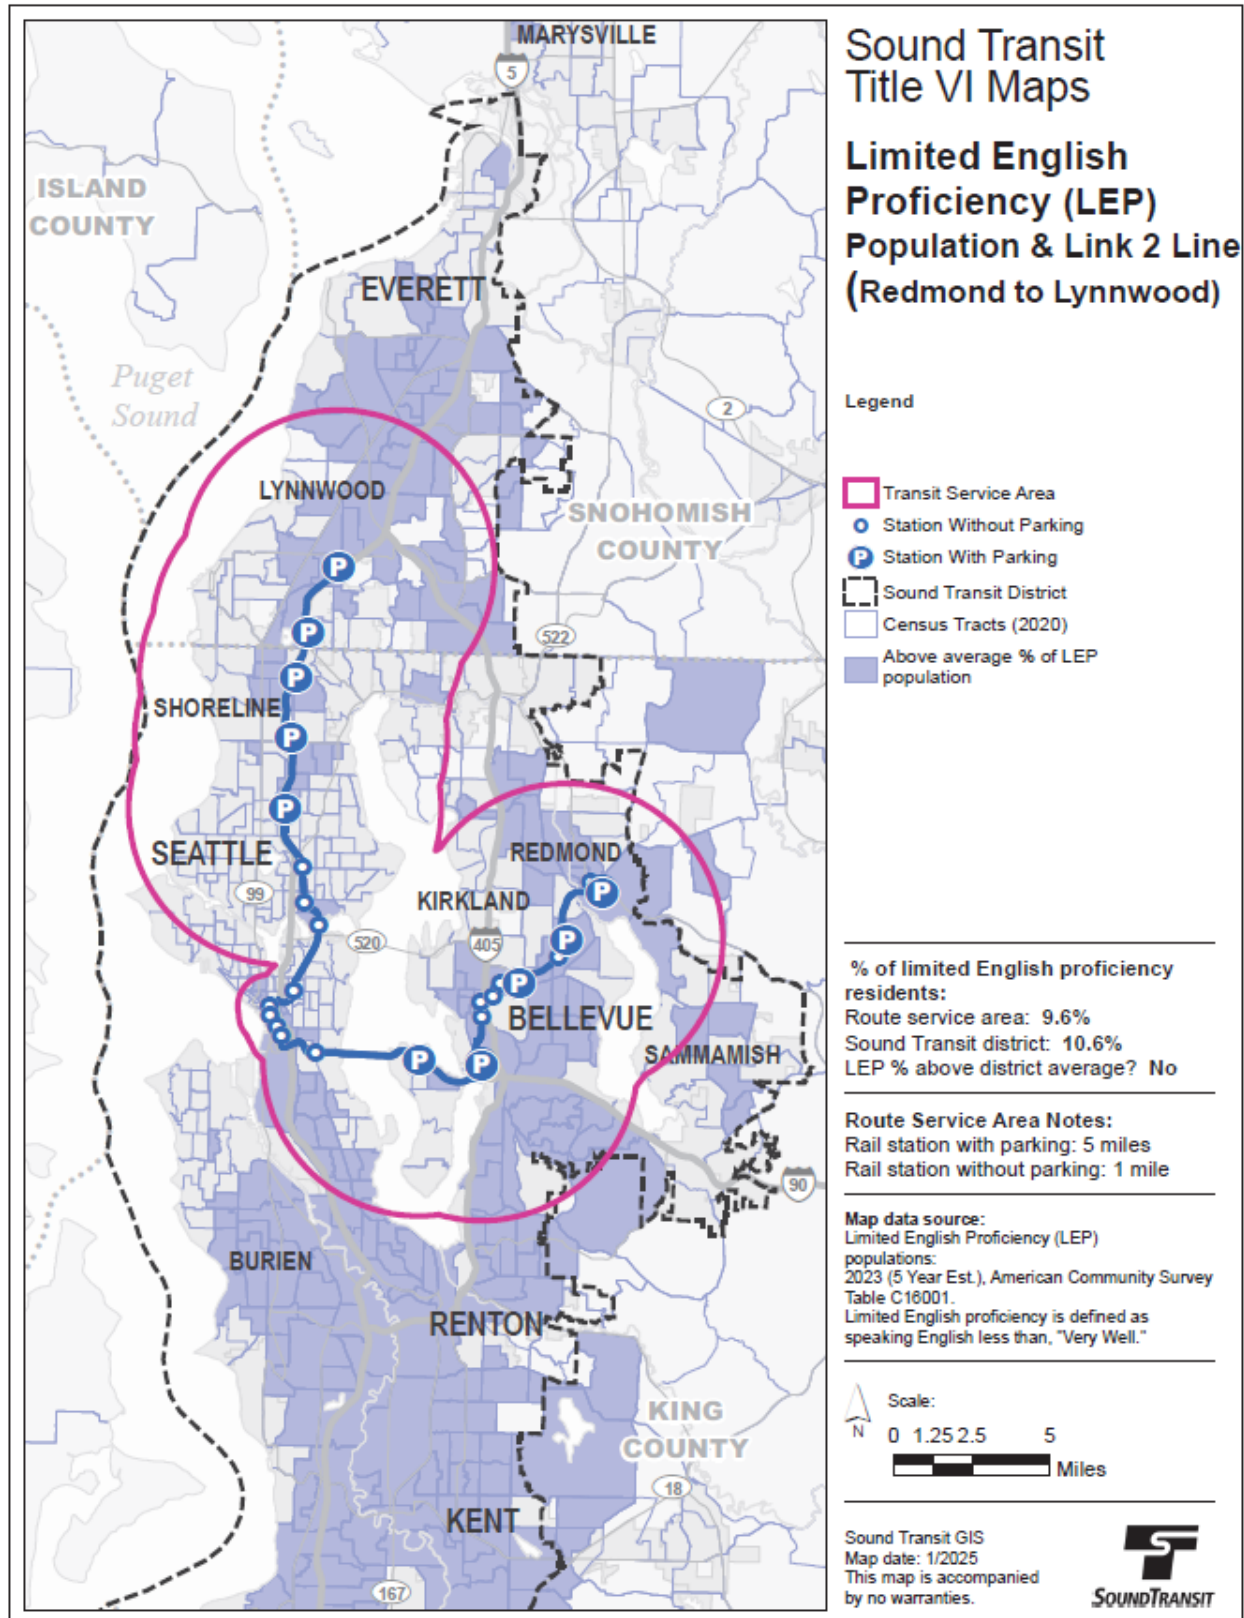 MARYSVILLE
5
ISLAND
COUNTY
EVERETT
Puget
Sound
2
LYNNWOOD
SNOHOMISH
COUNTY
P
P
522
P
SHORELINE
P
P
SEATTLE
REDMOND
99
P
KIRKLAND
520
405
P
P
BELLEVUE
SAMMAMISH
P
P
90
BURIEN
RENTON
KING
COUNTY
18
KENT
167
Sound Transit
Title VI Maps
Limited English
Proficiency (LEP)
Population & Link 2 Line
(Redmond to Lynnwood)
Legend
Transit Service Area
Station Without Parking
P Station With Parking
Sound Transit District
Census Tracts (2020)
Above average % of LEP
population
% of limited English proficiency
residents:
Route service area: 9.6%
Sound Transit district: 10.6%
LEP % above district average? No
Route Service Area Notes:
Rail station with parking: 5 miles
Rail station without parking: 1 mile
Map data source:
Limited English Proficiency (LEP)
populations:
2023 (5 Year Est.), American Community Survey
Table C16001.
Limited English proficiency is defined as
speaking English less than, "Very Well."
Scale:
N
0 1.25 2.5 5
Miles
Sound Transit GIS
Map date: 1/2025
This map is accompanied
by no warranties.
T
SOUNDTRANSIT